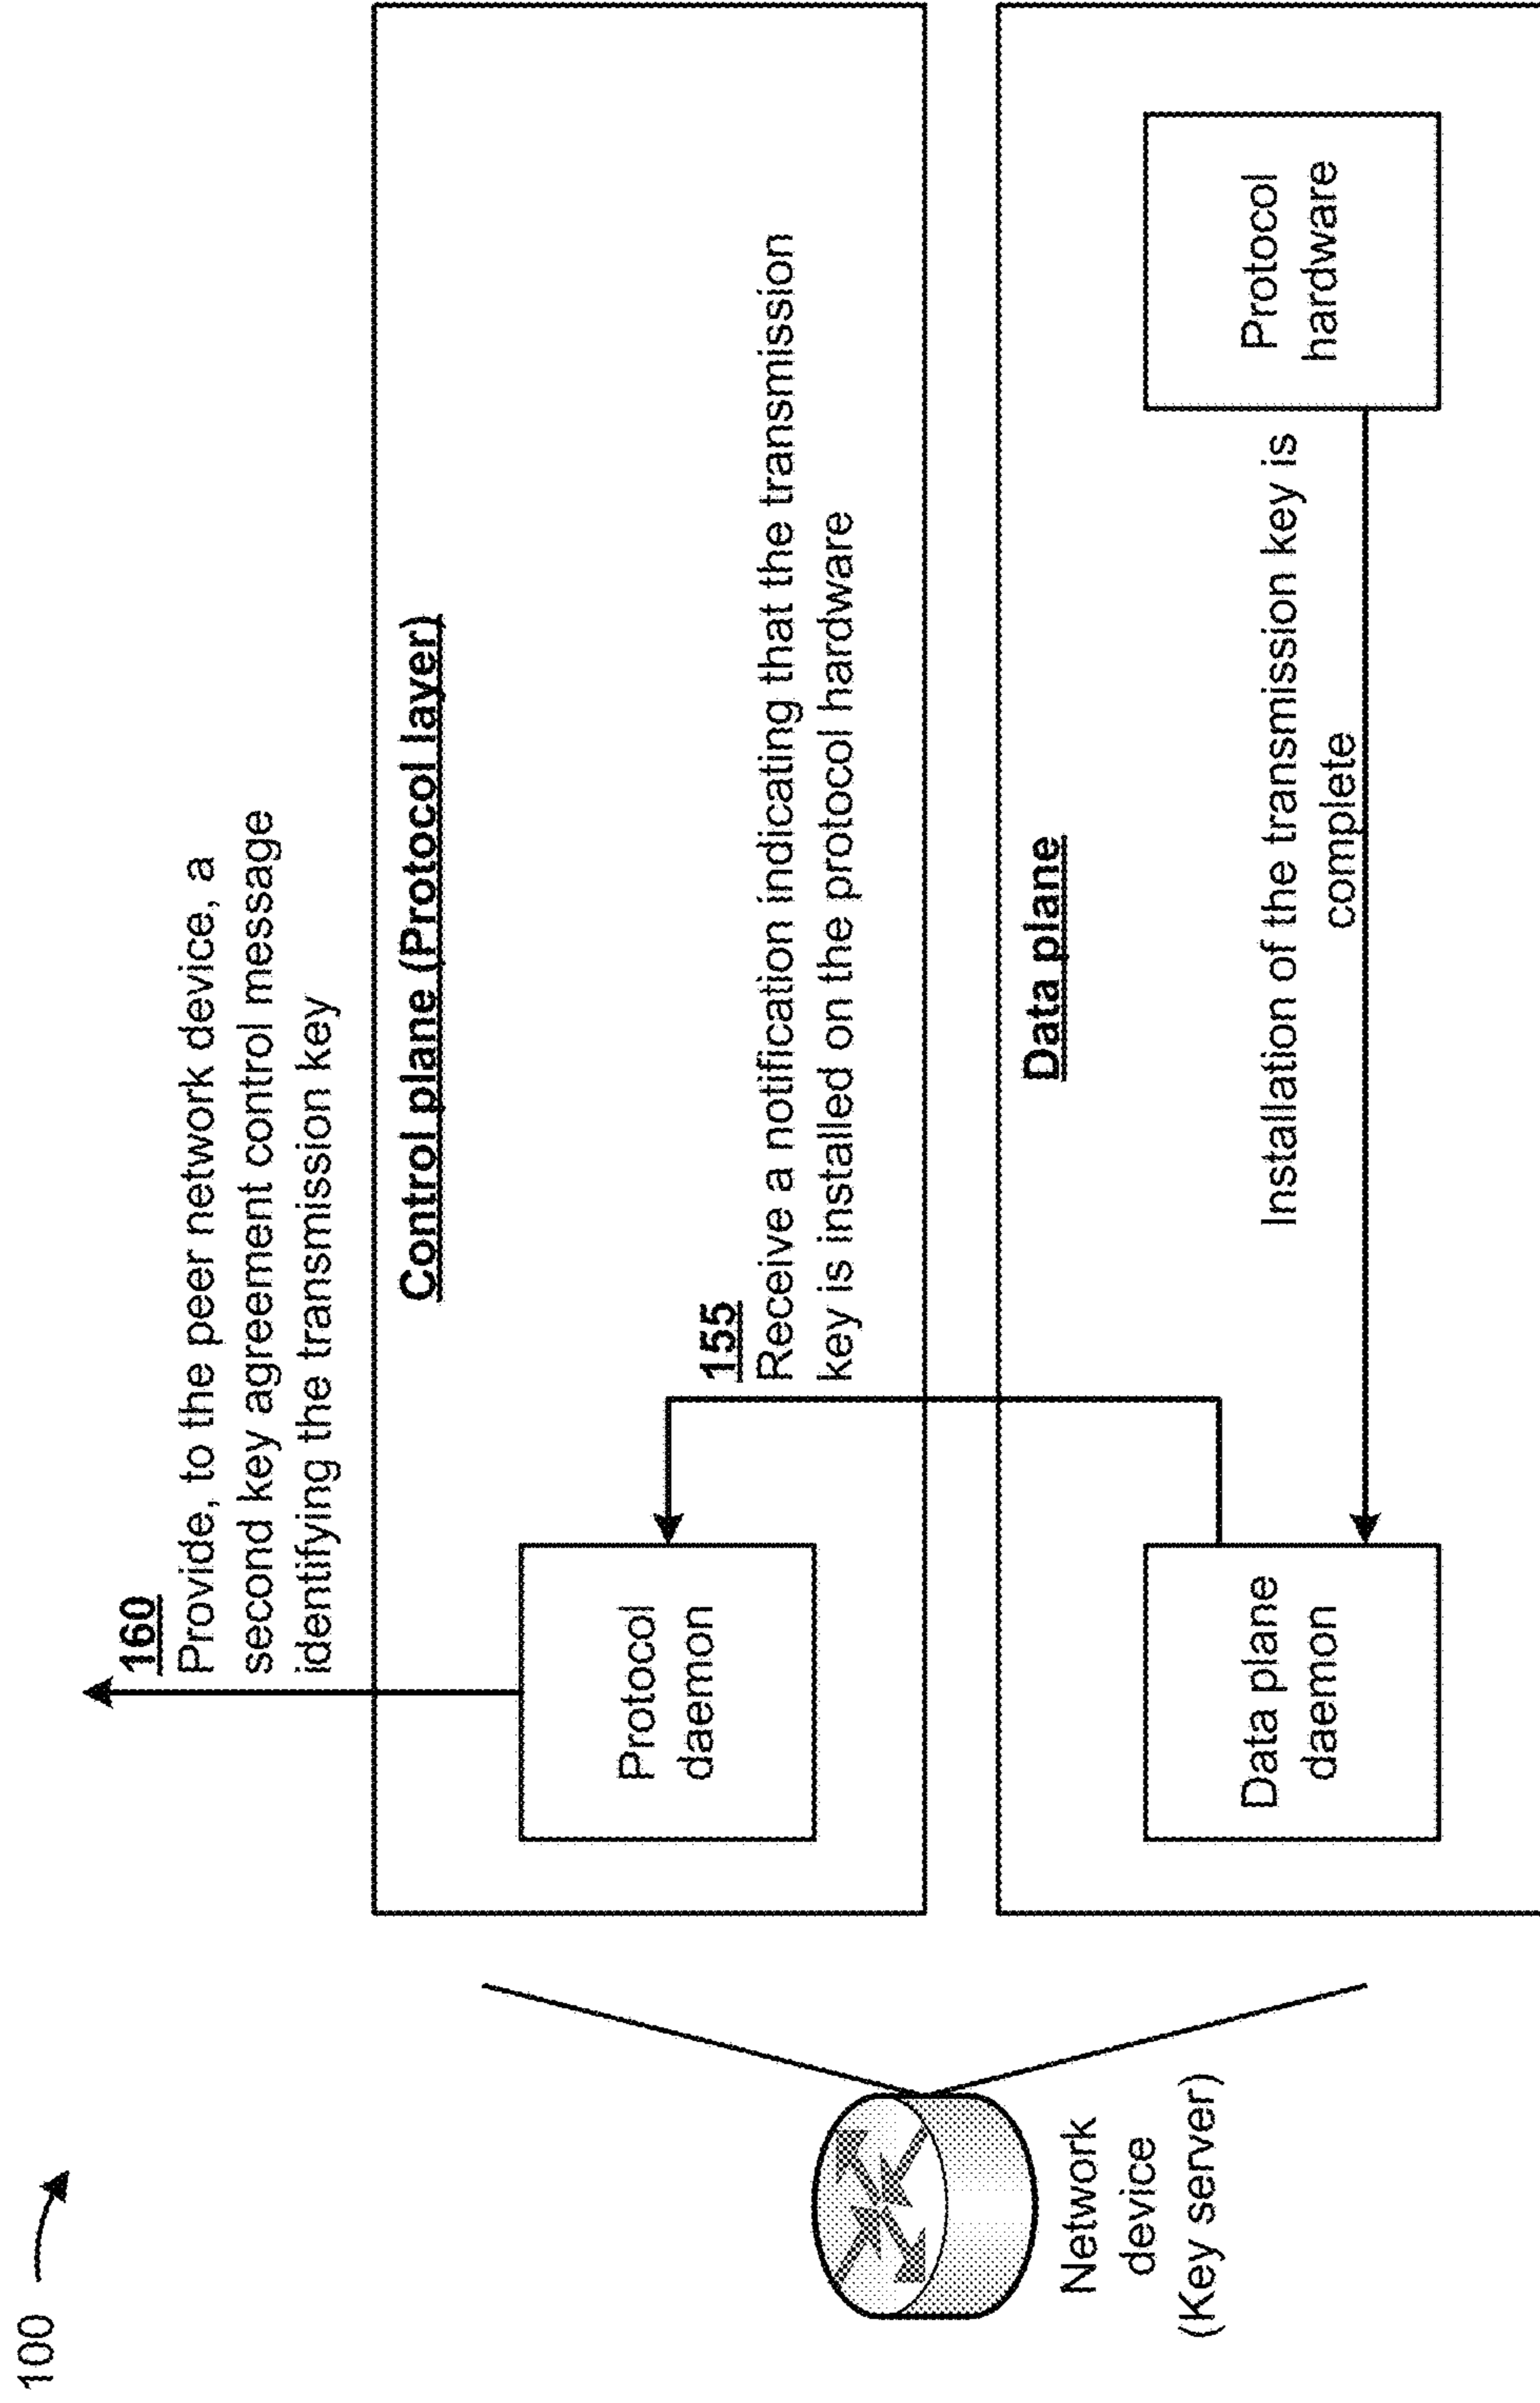 100
160
Provide, to the peer network device, a
second key agreement control message
identifying the transmission key
Control plane (Protocol layer)
Protocol
daemon
155
Receive a notification indicating that the transmission
key is installed on the protocol hardware
Network
device
(Key server)
Data plane
Data plane
daemon
Installation of the transmission key is
complete
Protocol
hardware